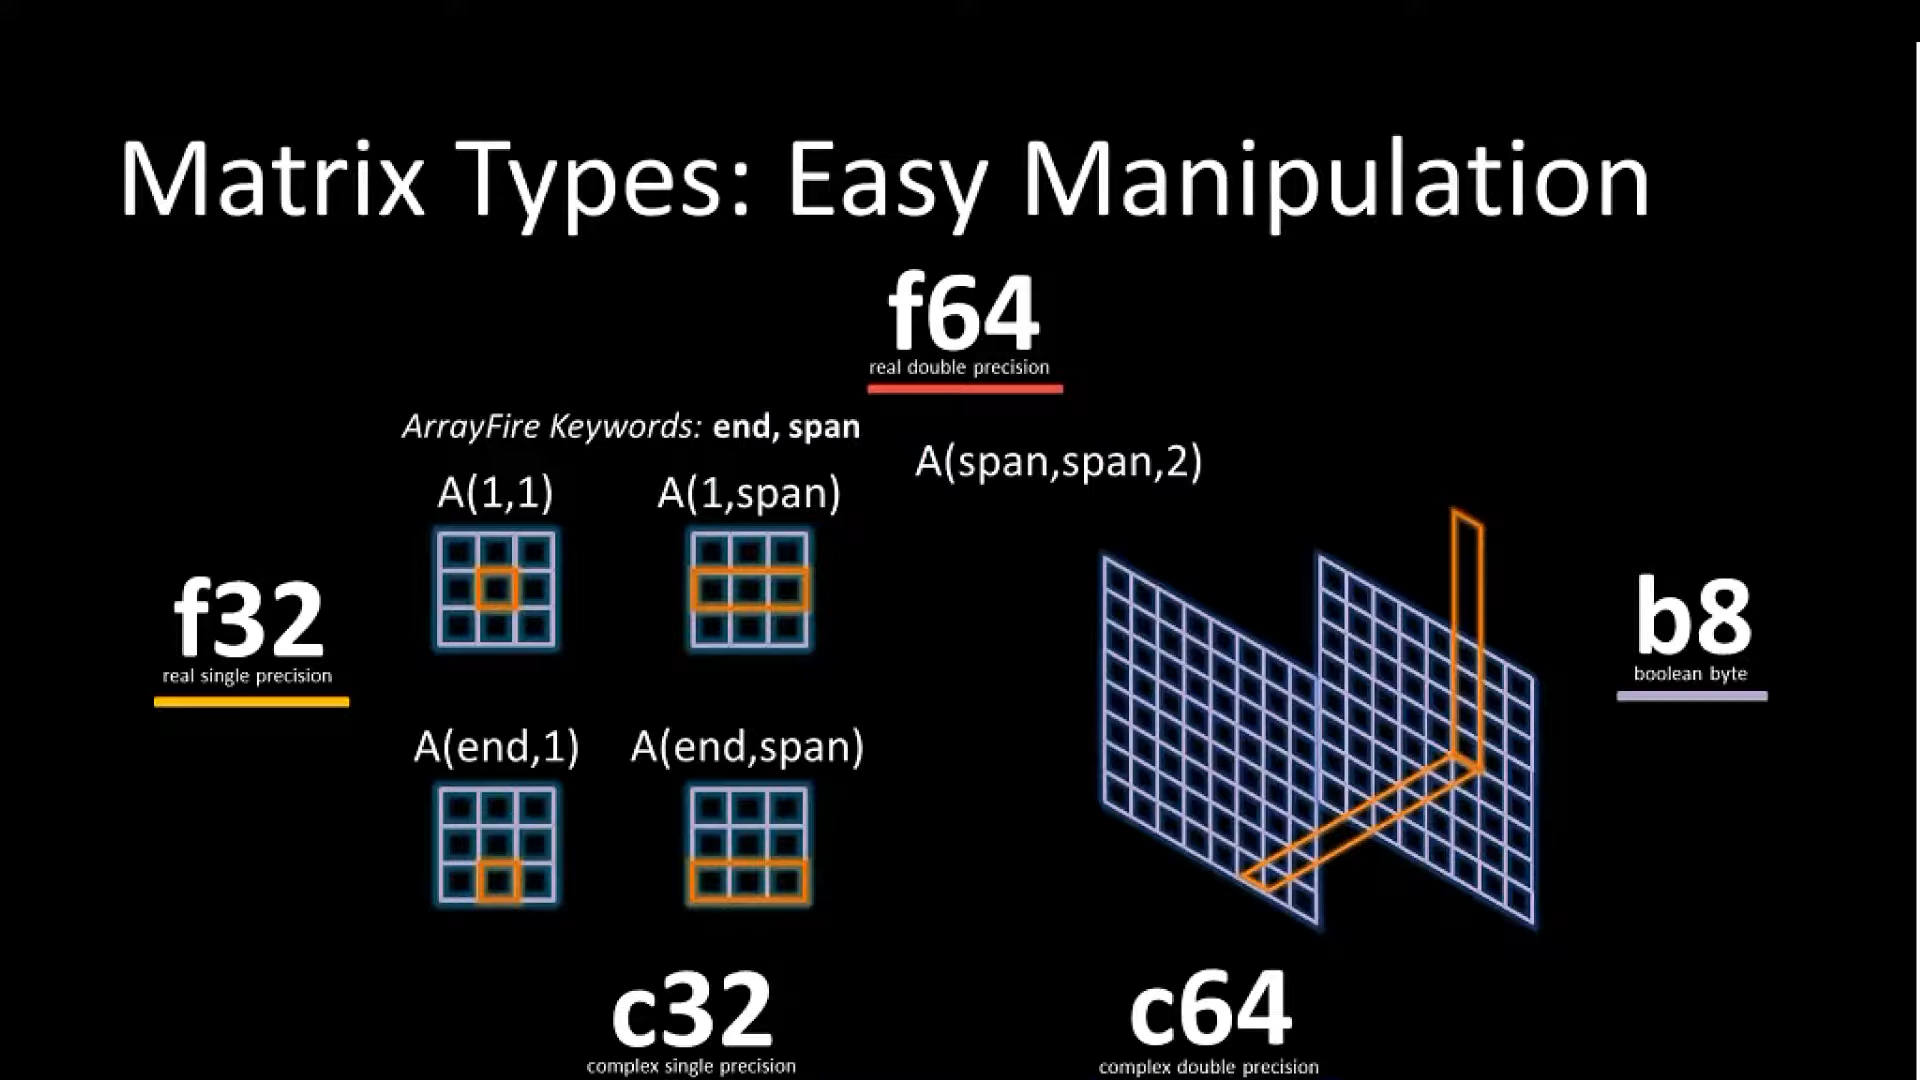 Matrix Types: Easy Manipulation
f64
real double precision
ArrayFire Keywords: end, span
A(span,span,2)
A(1,1)
A(1,span)
f32
real single precision
b8
boolean byte
A(end,1)
A(end,span)
c32
complex single precision
c64
complex double precision